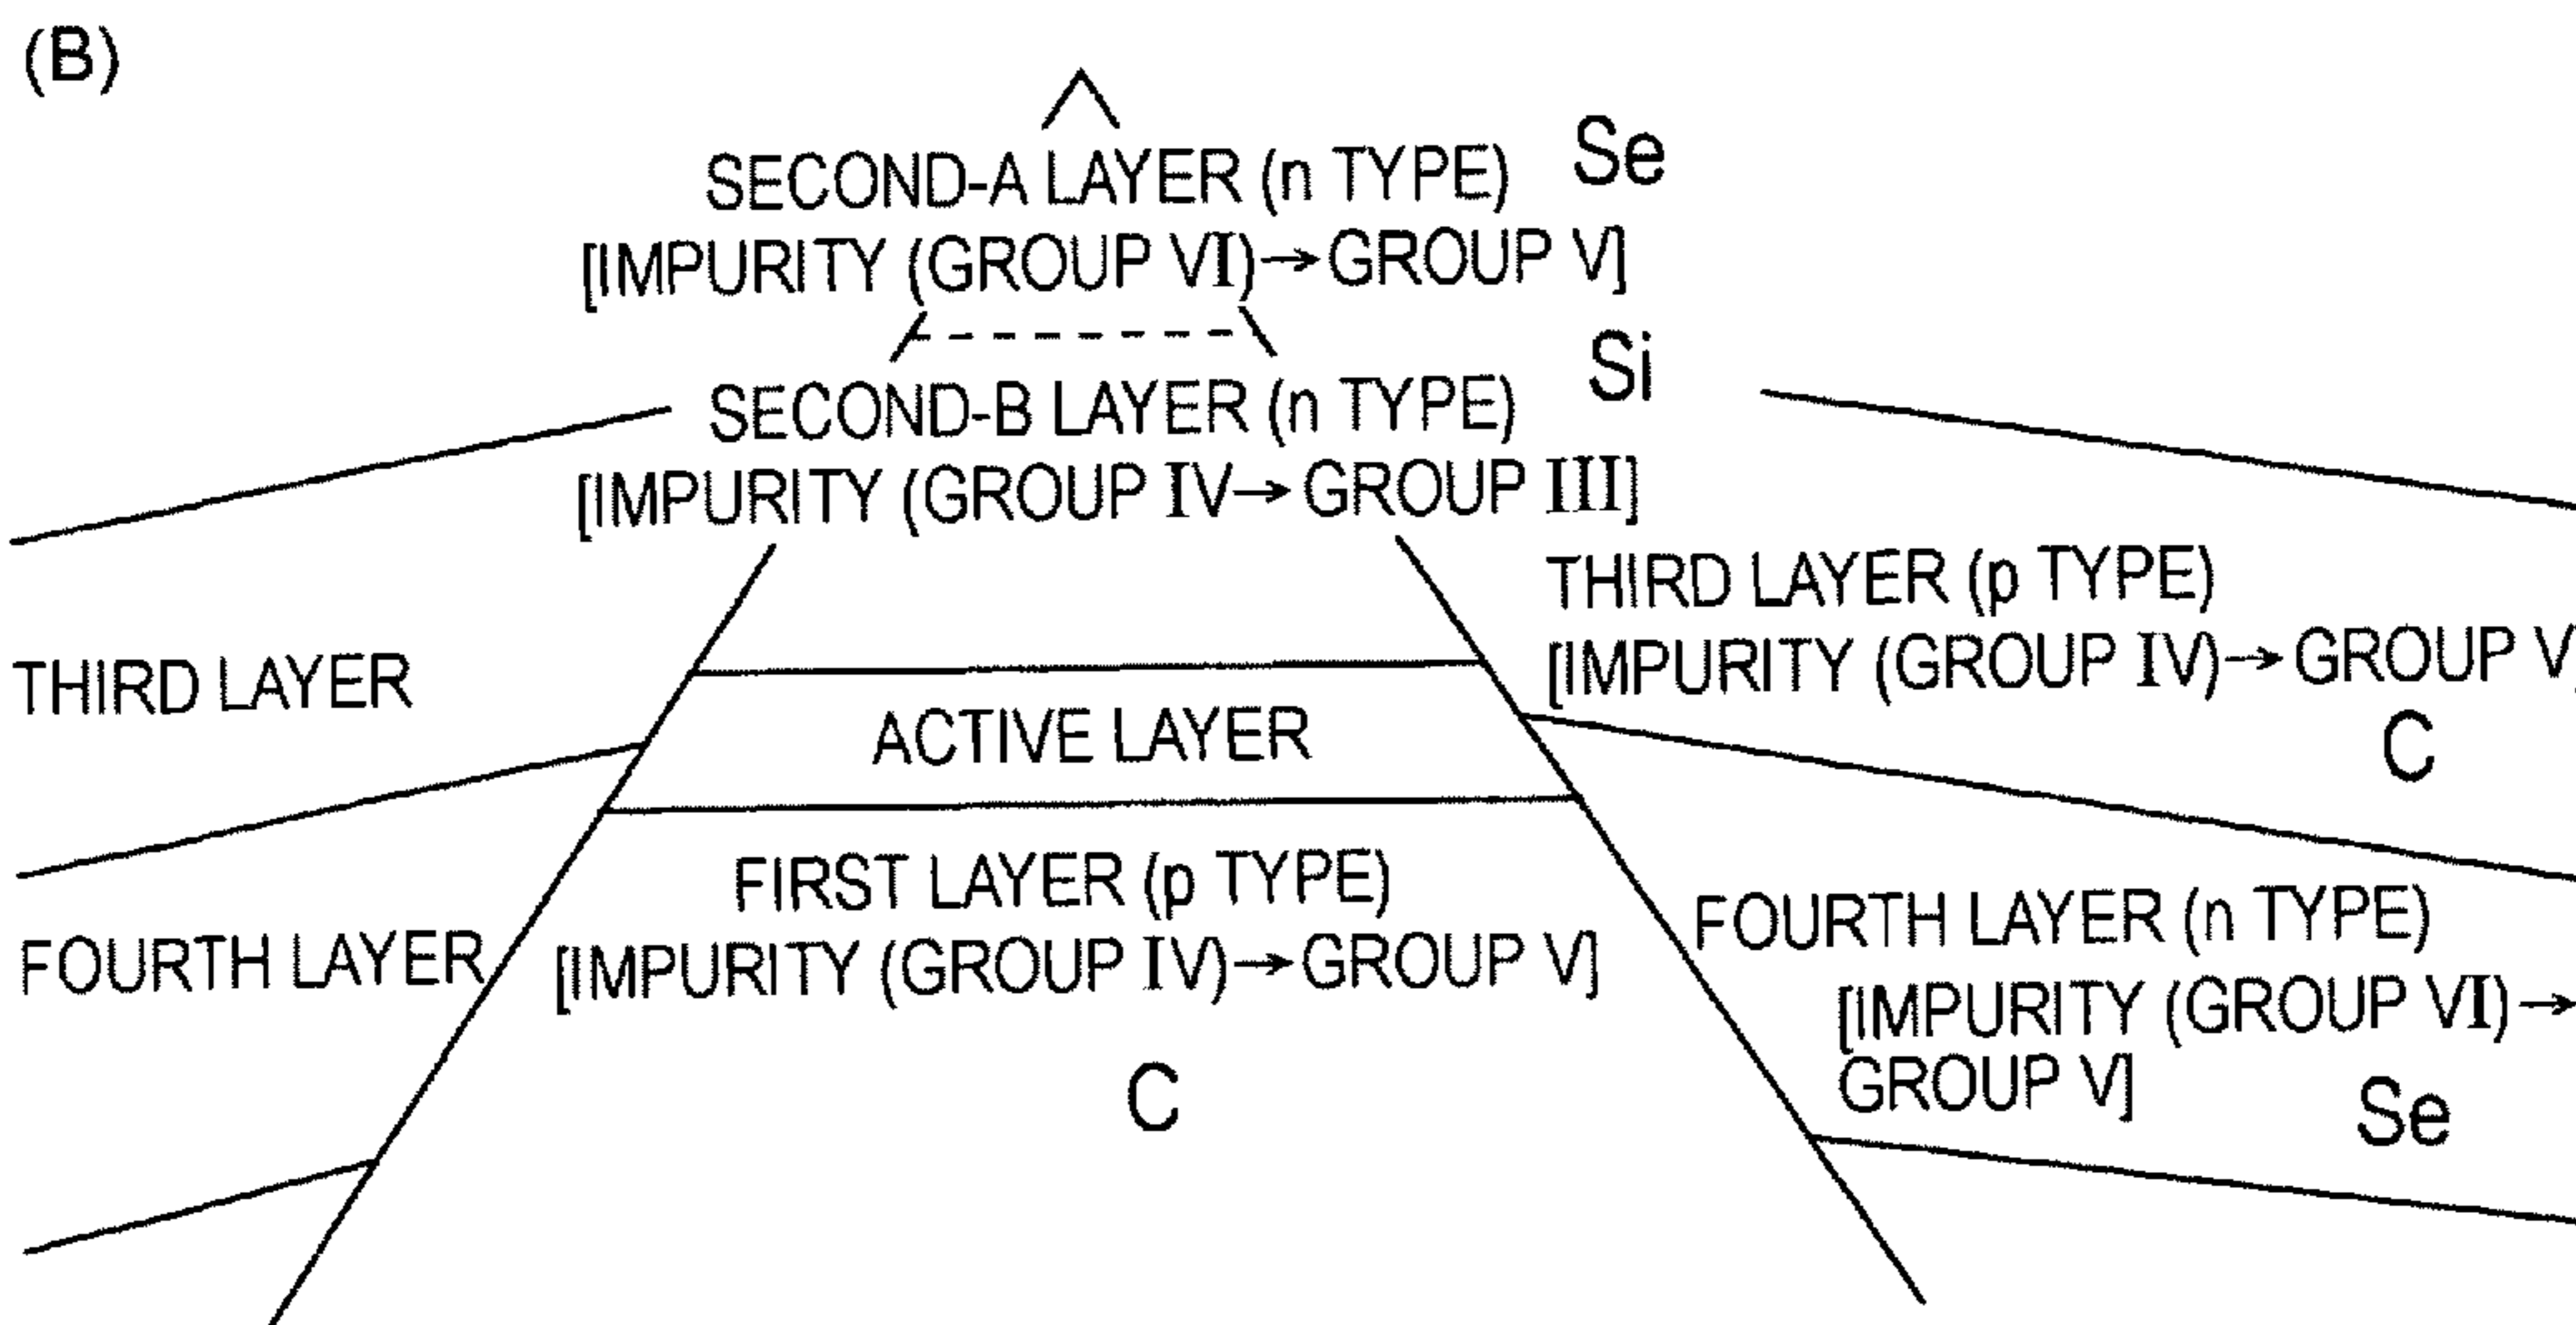 (B)
SECOND-A LAYER (n TYPE) Se
[IMPURITY (GROUP VI)→GROUP V]
Si
SECOND-B LAYER (n TYPE)
[IMPURITY (GROUP IV→GROUP III]
THIRD LAYER (p TYPE)
[IMPURITY (GROUP IV)→GROUP V]
C
THIRD LAYER
ACTIVE LAYER
FIRST LAYER (p TYPE)
[IMPURITY (GROUP IV)→GROUP V]
C
FOURTH LAYER
FOURTH LAYER (n TYPE)
[IMPURITY (GROUP VI)→
GROUP V]
Se